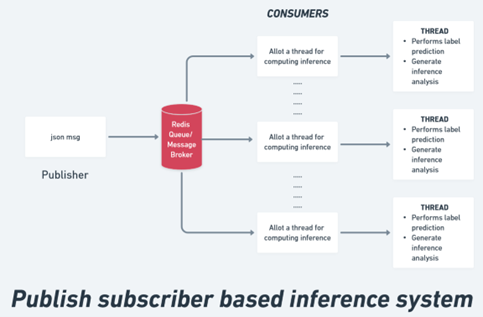 CONSUMERS
Allot a thread for
computing inference
THREAD
• Performs label
prediction
• Generate
inference
analysis
.....
.....
.....
json msg
Publisher
Redis
Queue/
Message
Broker
Allot a thread for
computing inference
THREAD
• Performs label
prediction
• Generate
inference
analysis
.....
.....
.....
Allot a thread for
computing inference
THREAD
• Performs label
prediction
• Generate
inference
analysis
Publish subscriber based inference system